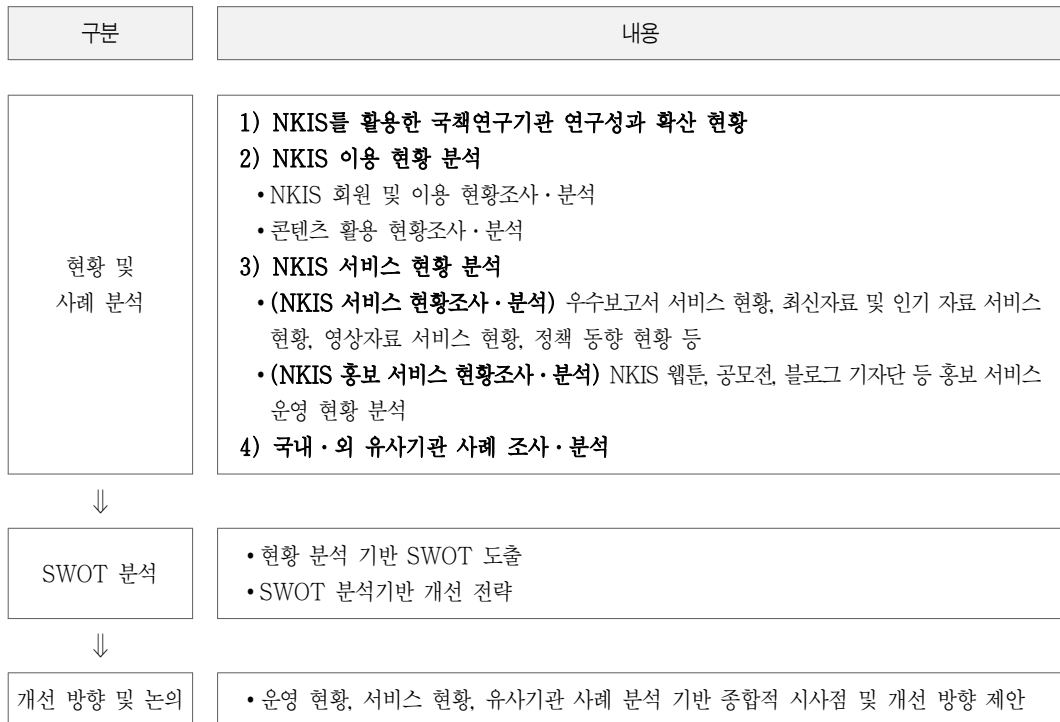 구분
내용
현황 및
사례 분석
1) NKIS를 활용한 국책연구기관 연구성과 확산 현황
2) NKIS 이용 현황 분석
• NKIS 회원 및 이용 현황조사·분석
• 콘텐츠 활용 현황조사·분석
3) NKIS 서비스 현황 분석
• (NKIS 서비스 현황조사·분석) 우수보고서 서비스 현황, 최신자료 및 인기 자료 서비스
현황, 영상자료 서비스 현황, 정책 동향 현황 등
• (NKIS 홍보 서비스 현황조사·분석) NKIS 웹툰, 공모전, 블로그 기자단 등 홍보 서비스
운영 현황 분석
4) 국내·외 유사기관 사례 조사·분석
⇓
SWOT 분석
• 현황 분석 기반 SWOT 도출
• SWOT 분석기반 개선 전략
⇓
개선 방향 및 논의
• 운영 현황, 서비스 현황, 유사기관 사례 분석 기반 종합적 시사점 및 개선 방향 제안